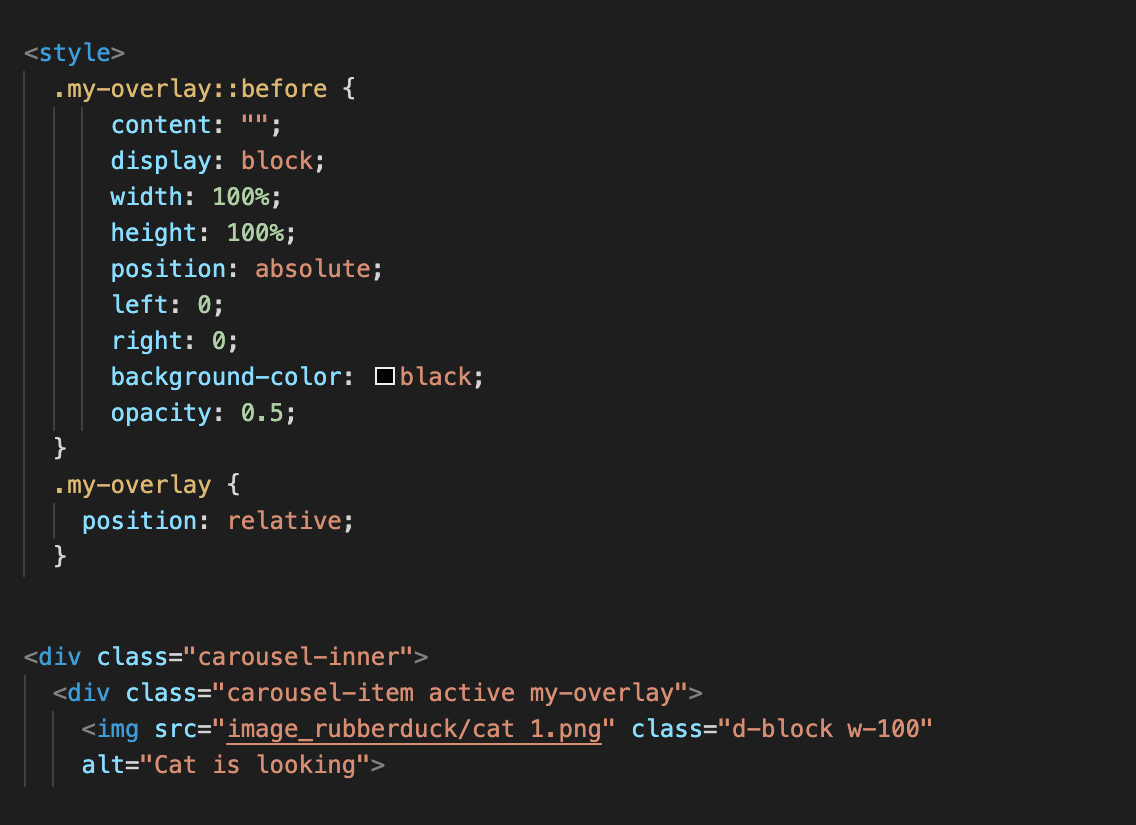 <style>
.my-overlay::before {
content: "";
display: block;
width: 100%;
height: 100%;
position: absolute;
left: 0;
right: 0;
background-color: black;
opacity: 0.5;
}
.my-overlay {
position: relative;
}
<div class="carousel-inner">
<div class="carousel-item active my-overlay">
<img src="image_rubberduck/cat 1.png" class="d-block w-100"
alt="Cat is looking">